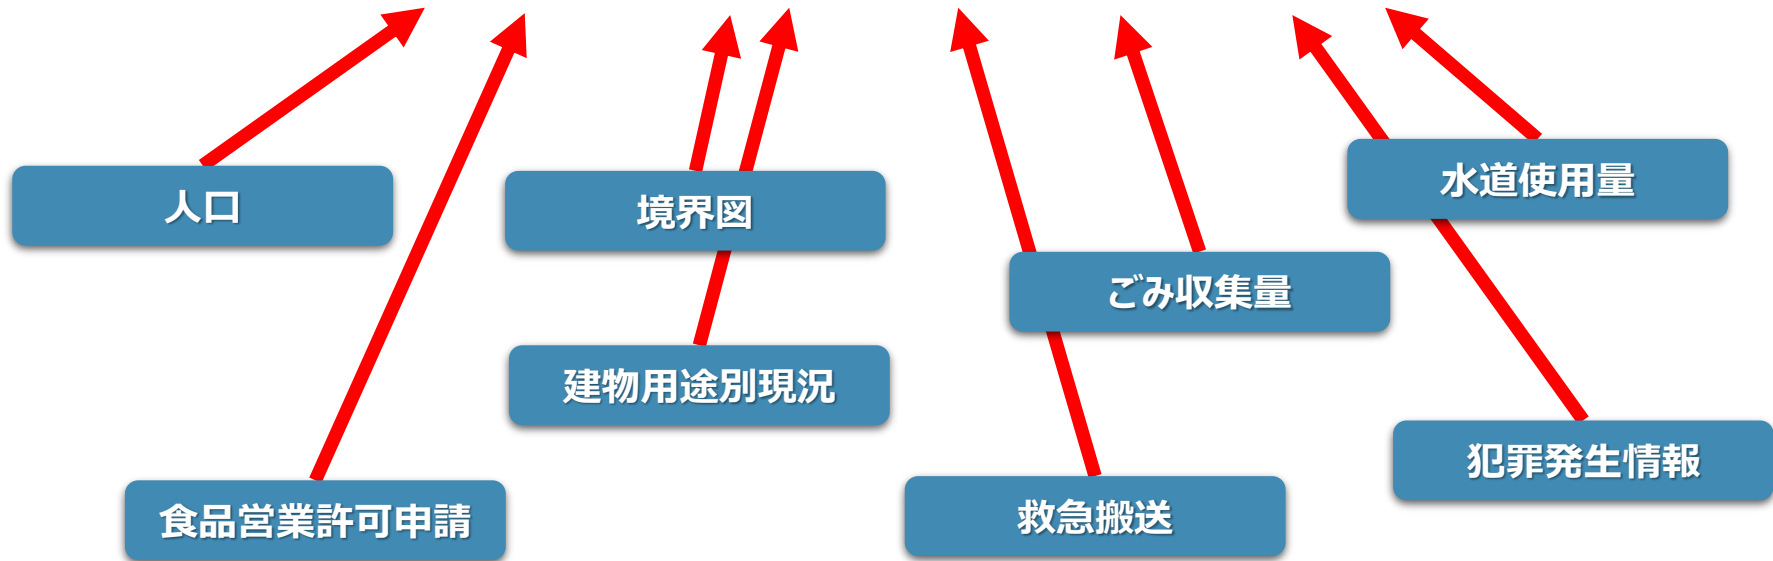 人口
境界図
水道使用量
ごみ収集量
建物用途別現況
犯罪発生情報
食品営業許可申請
救急搬送